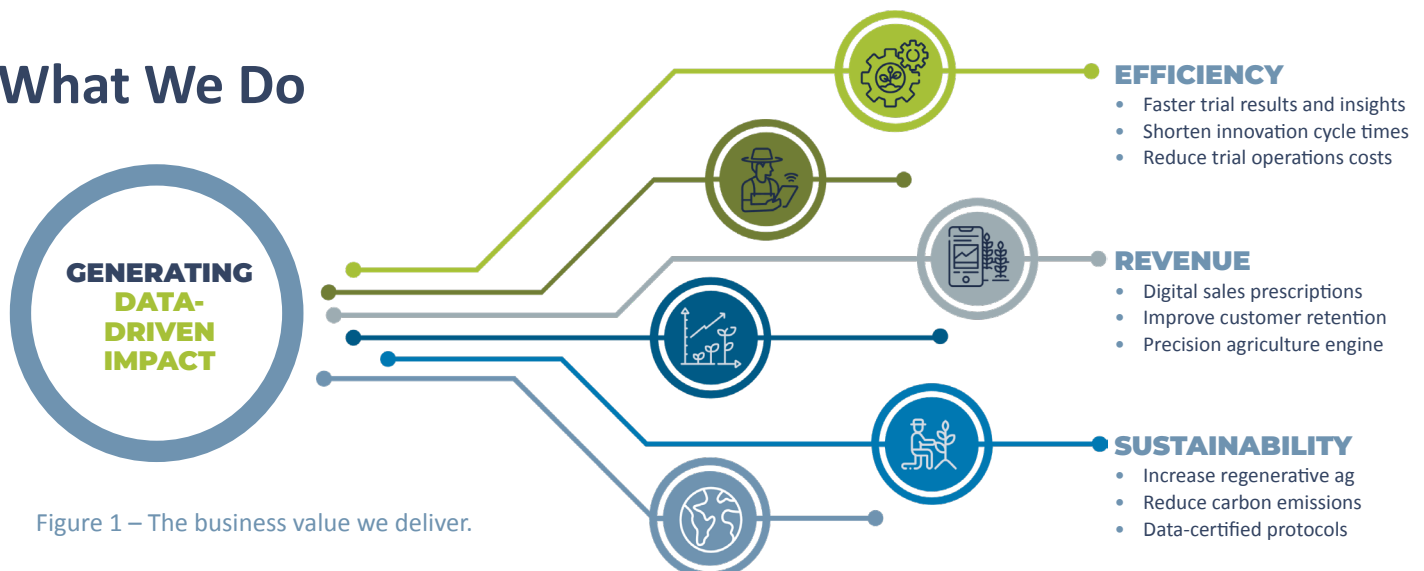 What We Do
GENERATING
DATA-
DRIVEN
IMPACT
Figure 1 – The business value we deliver.
EFFICIENCY
• Faster trial results and insights
• Shorten innovation cycle times
• Reduce trial operations costs
REVENUE
• Digital sales prescriptions
• Improve customer retention
• Precision agriculture engine
SUSTAINABILITY
• Increase regenerative ag
• Reduce carbon emissions
• Data-certified protocols